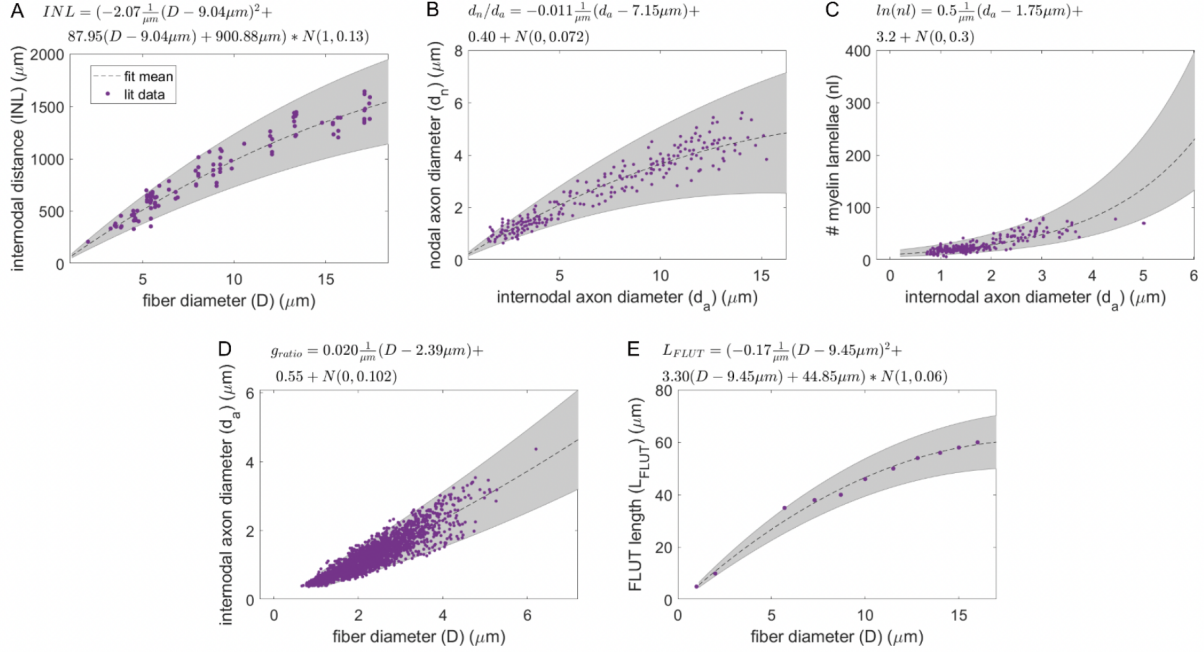 A
INL = (−2.07 1/μm (D − 9.04μm)² +
87.95(D − 9.04μm) + 900.88μm) * N(1, 0.13)
internodal distance (INL) (μm)
2000
1500
1000
500
0
fit mean
lit data
5
10
15
fiber diameter (D) (μm)
B
dₙ/dₐ = −0.011 1/μm (dₐ − 7.15μm)+
0.40 + N(0, 0.072)
nodal axon diameter (dₙ) (μm)
8
6
4
2
0
5
10
15
internodal axon diameter (dₐ) (μm)
C
ln(nl) = 0.5 1/μm (dₐ − 1.75μm)+
3.2 + N(0, 0.3)
# myelin lamellae (nl)
400
300
200
100
0
0
1
2
3
4
5
6
internodal axon diameter (dₐ) (μm)
D
g_ratio = 0.020 1/μm (D − 2.39μm)+
0.55 + N(0, 0.102)
internodal axon diameter (dₐ) (μm)
6
4
2
0
0
2
4
6
fiber diameter (D) (μm)
E
L_FLUT = (−0.17 1/μm (D − 9.45μm)² +
3.30(D − 9.45μm) + 44.85μm) * N(1, 0.06)
FLUT length (L_FLUT) (μm)
80
60
40
20
0
0
5
10
15
fiber diameter (D) (μm)